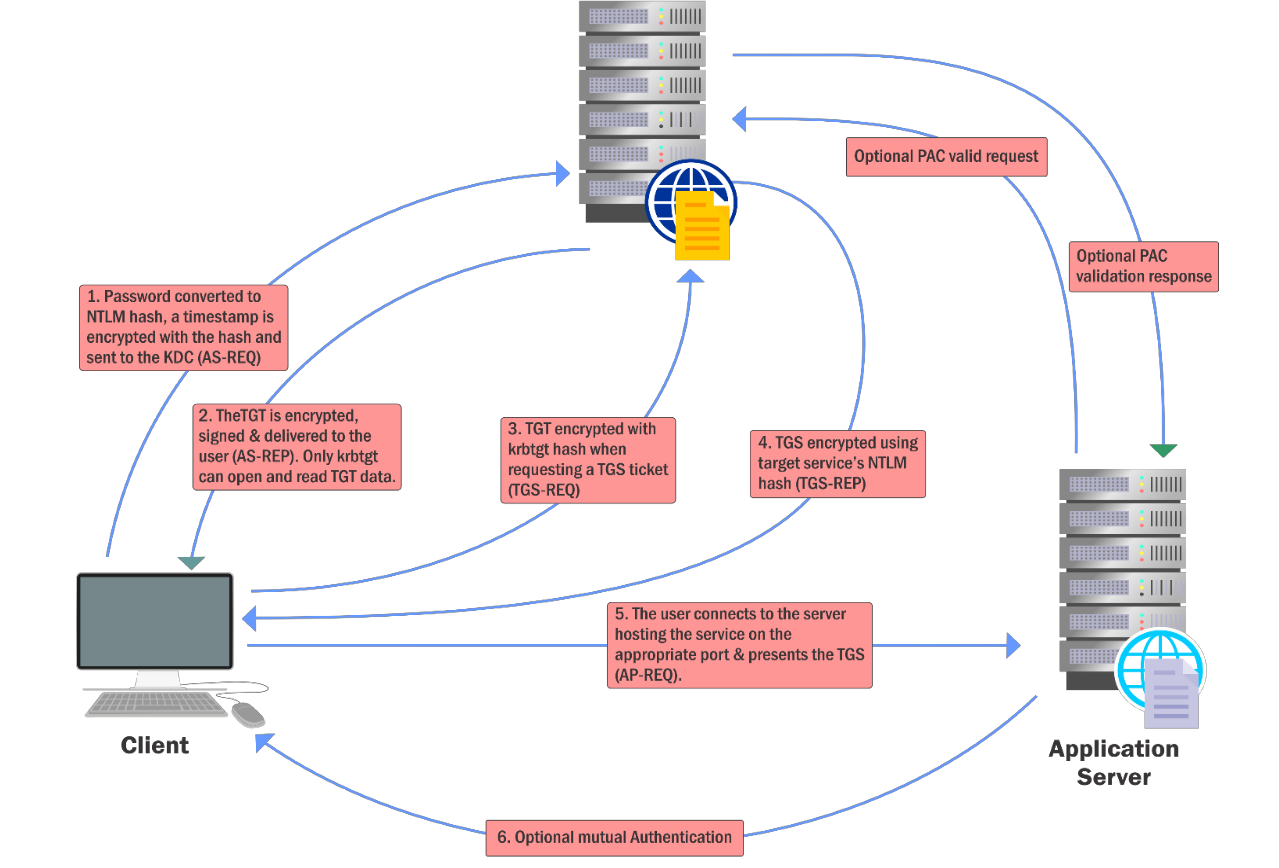 Optional PAC valid request
Optional PAC
validation response
1. Password converted to
NTLM hash, a timestamp is
encrypted with the hash and
sent to the KDC (AS-REQ)
2. TheTGT is encrypted,
signed & delivered to the
user (AS-REP). Only krbtgt
can open and read TGT data.
3. TGT encrypted with
krbtgt hash when
requesting a TGS ticket
(TGS-REQ)
4. TGS encrypted using
target service's NTLM
hash (TGS-REP)
5. The user connects to the server
hosting the service on the
appropriate port & presents the TGS
(AP-REQ).
Client
Application
Server
6. Optional mutual Authentication